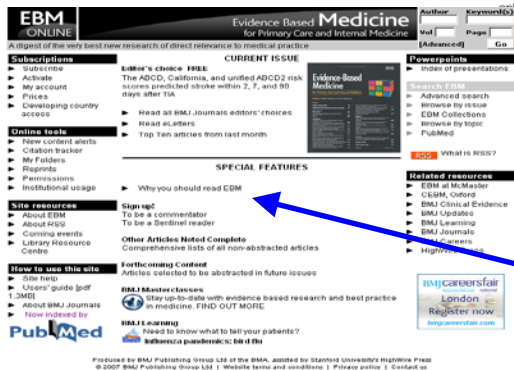 EBM
ONLINE
Evidence Based Medicine
for Primary Care and Internal Medicine
Author
Keyword(s)
Vol
Page
[Advanced]
Go
A digest of the very best new research of direct relevance to medical practice
Subscriptions
Subscribe
Activate
My account
Prices
Developing country
access
Online tools
New content alerts
Citation tracker
My Folders
Reprints
Permissions
Institutional usage
Site resources
About EBM
About RSS
Coming events
Library Resource
Centre
How to use this site
Site help
Users' guide [pdf
1.3MB]
About BMJ Journals
Now indexed by
PubMed
CURRENT ISSUE
Editor's choice FREE
The ABCD, California, and unified ABCD2 risk
scores predicted stroke within 2, 7, and 90
days after TIA
Read all BMJ Journals editors' choices
Read eLetters
Top Ten articles from last month
Evidence-Based
Medicine
SPECIAL FEATURES
Why you should read EBM
Sign up!
To be a commentator
To be a Sentinel reader
Other Articles Noted Complete
Comprehensive lists of all non-abstracted articles
Forthcoming Content
Articles selected to be abstracted in future issues
BMJ Masterclasses
Stay up-to-date with evidence based research and best practice
in medicine. FIND OUT MORE
BMJ Learning
Need to know what to tell your patients?
Influenza pandemics; bird flu
Powerpoints
Index of presentations
Search EBM
Advanced search
Browse by issue
EBM Collections
Browse by topic
PubMed
RSS What is RSS?
Related resources
EBM at McMaster
CEBM, Oxford
BMJ Clinical Evidence
BMJ Updates
BMJ Learning
BMJ Journals
BMJ Careers
HighWire Press
BMJ careersfair
London
Register now
bmjcareersfair.com
Produced by BMJ Publishing Group Ltd of the BMA, assisted by Stanford University's HighWire Press
© 2007 BMJ Publishing Group Ltd | Website terms and conditions | Privacy policy | Contact us